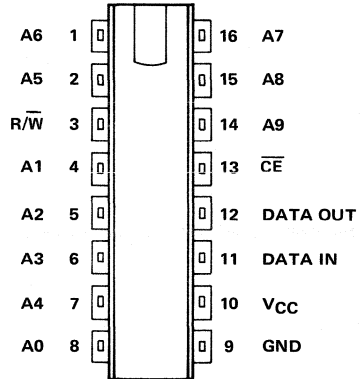 A6 1 16 A7
A5 2 15 A8
R/W̅ 3 14 A9
A1 4 13 C̅E̅
A2 5 12 DATA OUT
A3 6 11 DATA IN
A4 7 10 VCC
A0 8 9 GND